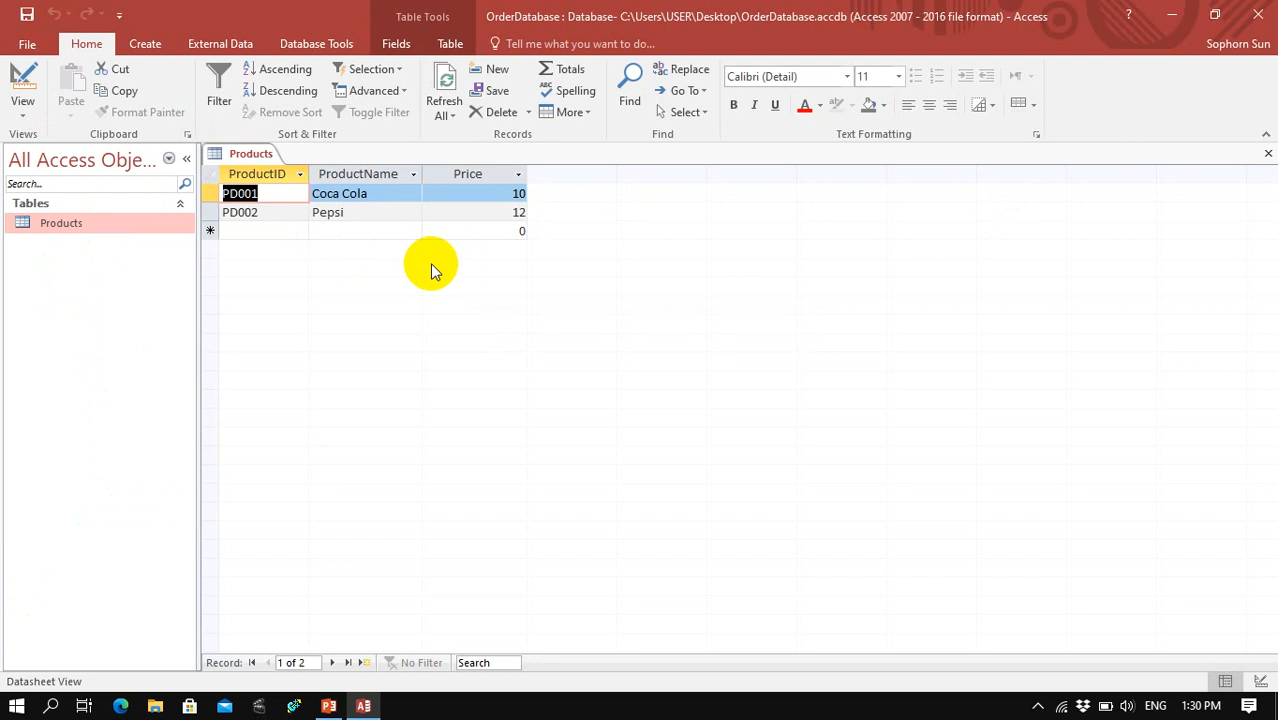 Table Tools
OrderDatabase : Database- C:\Users\USER\Desktop\OrderDatabase.accdb (Access 2007 - 2016 file format) - Access
?
File
Home
Create
External Data
Database Tools
Fields
Table
Tell me what you want to do...
Sophorn Sun
View
Paste
Cut
Copy
Format Painter
Filter
Ascending
Descending
Remove Sort
Selection
Advanced
Toggle Filter
Refresh
All
New
Save
Delete
Totals
Spelling
More
Find
Replace
Go To
Select
Calibri (Detail)
11
B I U
Views
Clipboard
Sort & Filter
Records
Find
Text Formatting
All Access Obje...
Search...
Tables
Products
Products
ProductID ProductName Price
PD001 Coca Cola 10
PD002 Pepsi 12
0
Record: 1 of 2 No Filter Search
Datasheet View
ENG 1:30 PM